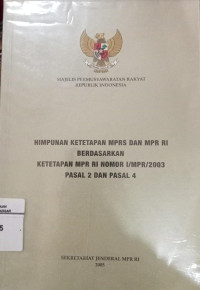 MAJELIS PERMUSYAWARATAN RAKYAT
REPUBLIK INDONESIA
HIMPUNAN KETETAPAN MPRS DAN MPR RI
BERDASARKAN
KETETAPAN MPR RI NOMOR I/MPR/2003
PASAL 2 DAN PASAL 4
SEKRETARIAT JENDERAL MPR RI
5